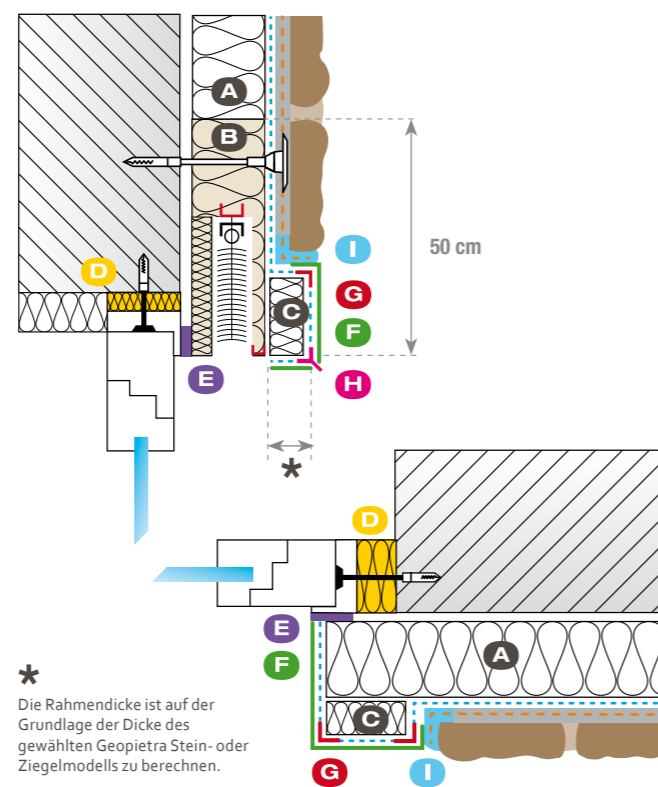 A
B
50 cm
I
D
G
C
F
E
H
*
D
E
F
A
*
Die Rahmendicke ist auf der
Grundlage der Dicke des
gewählten Geopietra Stein- oder
Ziegelmodells zu berechnen.
C
G
I